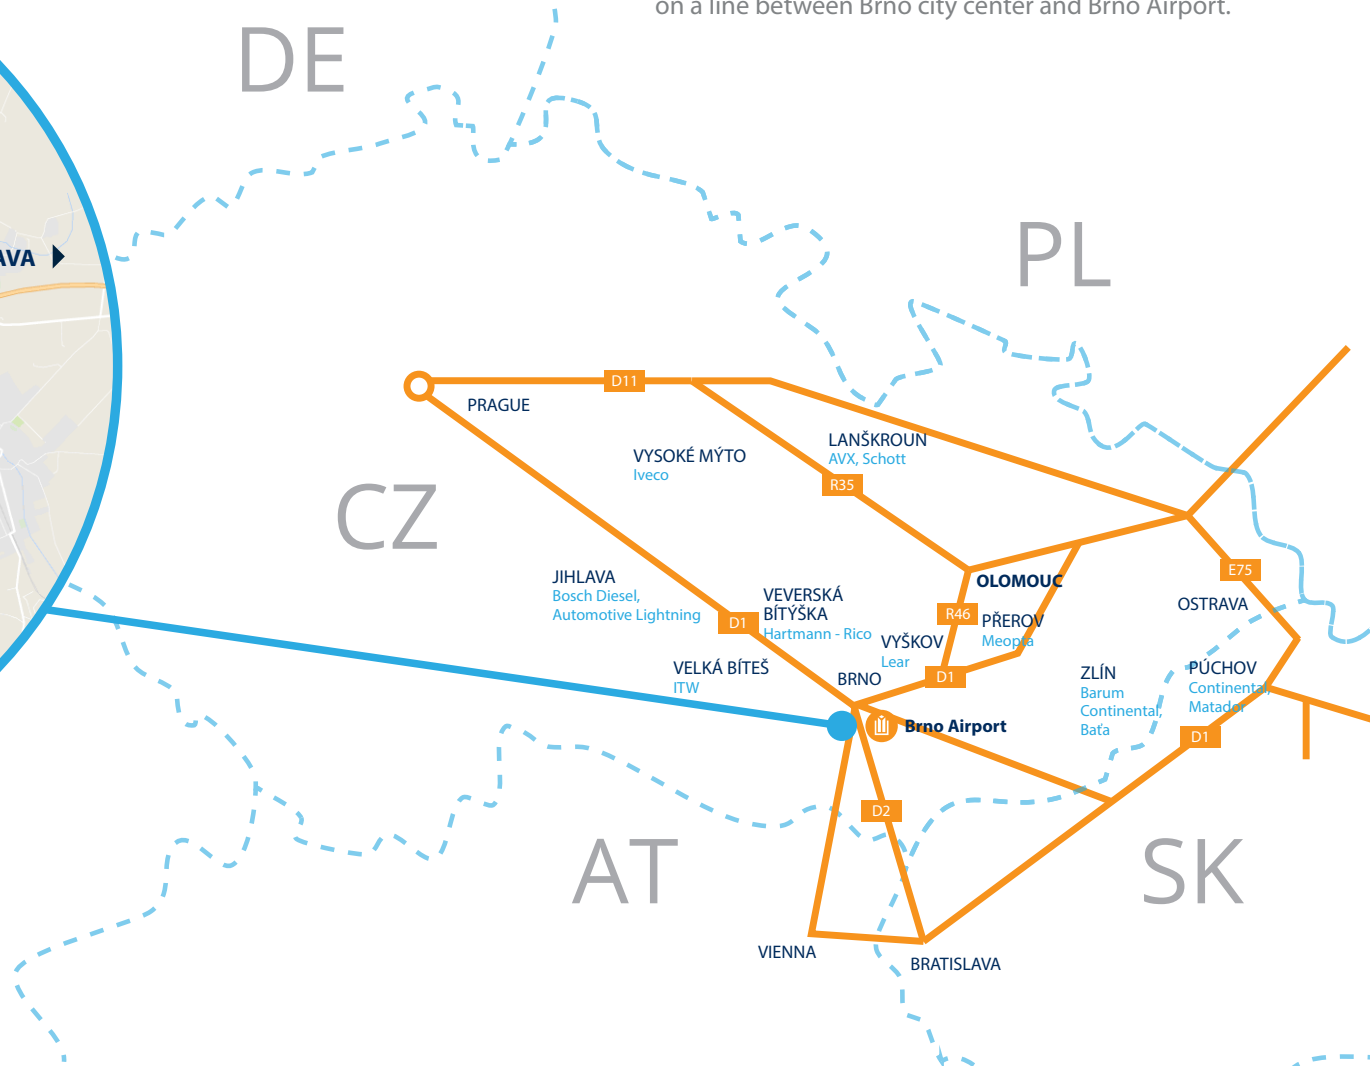 on a line between Brno city center and Brno Airport.
DE
AVA
PL
D11
PRAGUE
LANŠKROUN
AVX, Schott
VYSOKÉ MÝTO
Iveco
R35
CZ
E75
OLOMOUC
JIHLAVA
Bosch Diesel,
Automotive Lightning
VEVERSKÁ
BÍTÝŠKA
Hartmann - Rico
D1
R46
PŘEROV
Meopta
OSTRAVA
VYŠKOV
Lear
VELKÁ BÍTEŠ
ITW
BRNO
D1
ZLÍN
Barum
Continental,
Baťa
PÚCHOV
Continental,
Matador
Brno Airport
D1
D2
AT
SK
VIENNA
BRATISLAVA